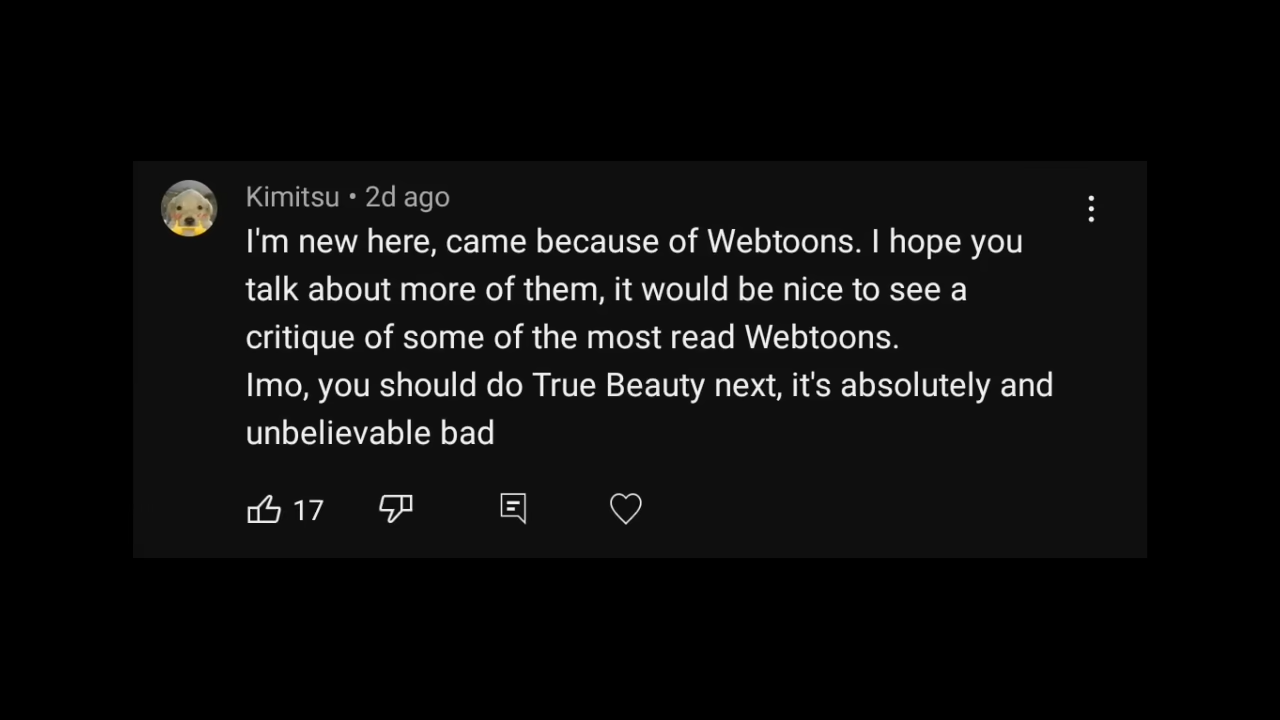 Kimitsu • 2d ago
I'm new here, came because of Webtoons. I hope you
talk about more of them, it would be nice to see a
critique of some of the most read Webtoons.
Imo, you should do True Beauty next, it's absolutely and
unbelievable bad
17